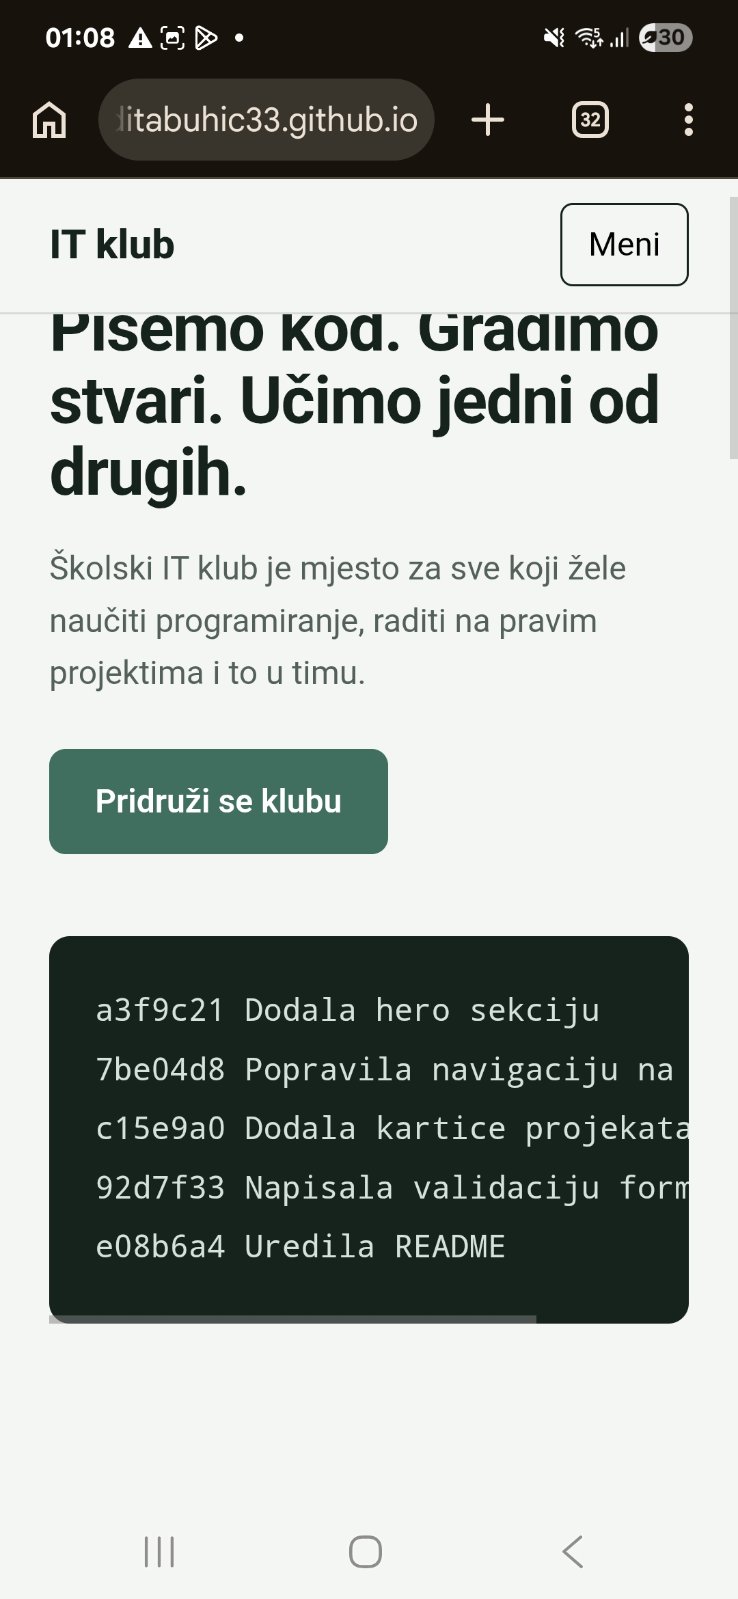 01:08
5
30
itabuhic33.github.io
32
IT klub
Meni
Pišemo kod. Gradimo
stvari. Učimo jedni od
drugih.
Školski IT klub je mjesto za sve koji žele
naučiti programiranje, raditi na pravim
projektima i to u timu.
Pridruži se klubu
a3f9c21 Dodala hero sekciju
7be04d8 Popravila navigaciju na
c15e9a0 Dodala kartice projekata
92d7f33 Napisala validaciju form
e08b6a4 Uredila README